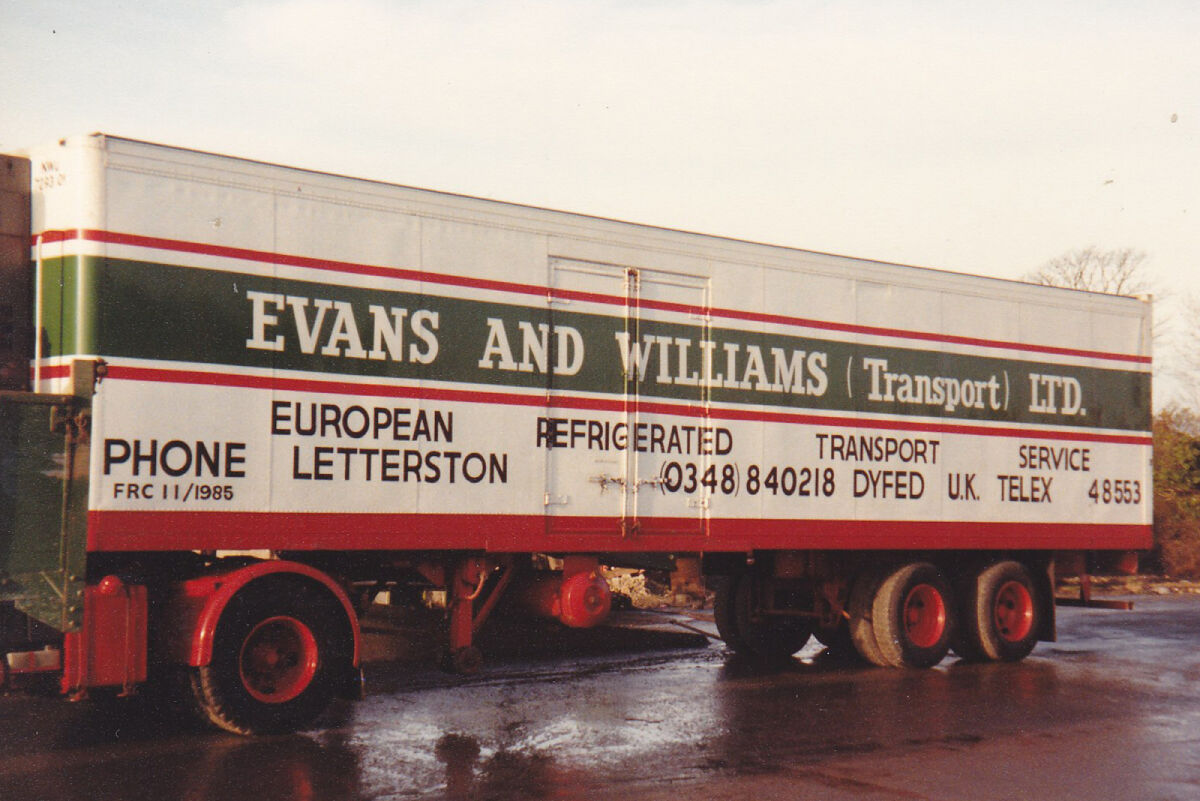 EVANS AND WILLIAMS (Transport) LTD.
EUROPEAN REFRIGERATED TRANSPORT SERVICE
PHONE LETTERSTON (0348) 840218 DYFED U.K. TELEX 48553
FRC 11/1985